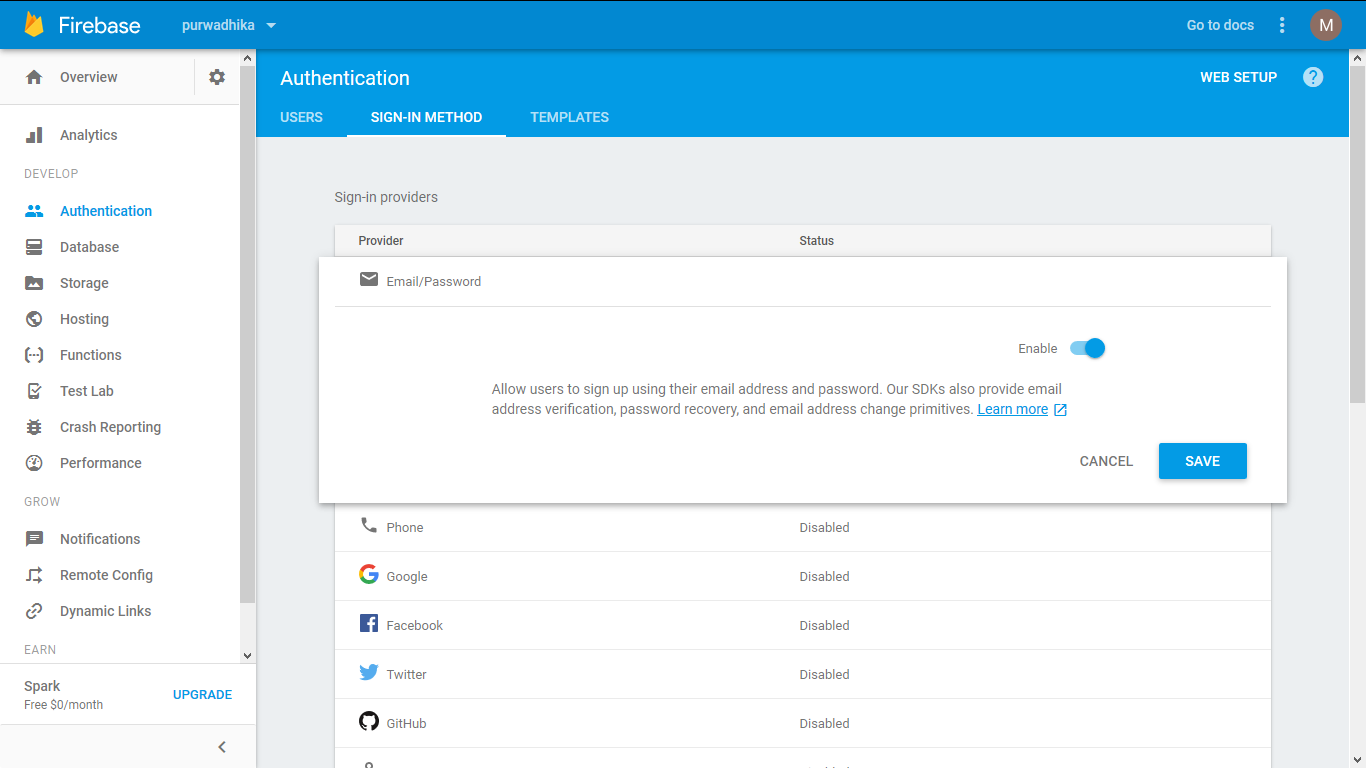 Firebase
purwadhika
Go to docs
M
Overview
Authentication
WEB SETUP
?
USERS
SIGN-IN METHOD
TEMPLATES
Analytics
DEVELOP
Authentication
Database
Storage
Hosting
Functions
Test Lab
Crash Reporting
Performance
GROW
Notifications
Remote Config
Dynamic Links
EARN
Spark
Free $0/month
UPGRADE
Sign-in providers
Provider
Status
Email/Password
Enable
Allow users to sign up using their email address and password. Our SDKs also provide email
address verification, password recovery, and email address change primitives. Learn more
CANCEL
SAVE
Phone
Disabled
Google
Disabled
Facebook
Disabled
Twitter
Disabled
GitHub
Disabled